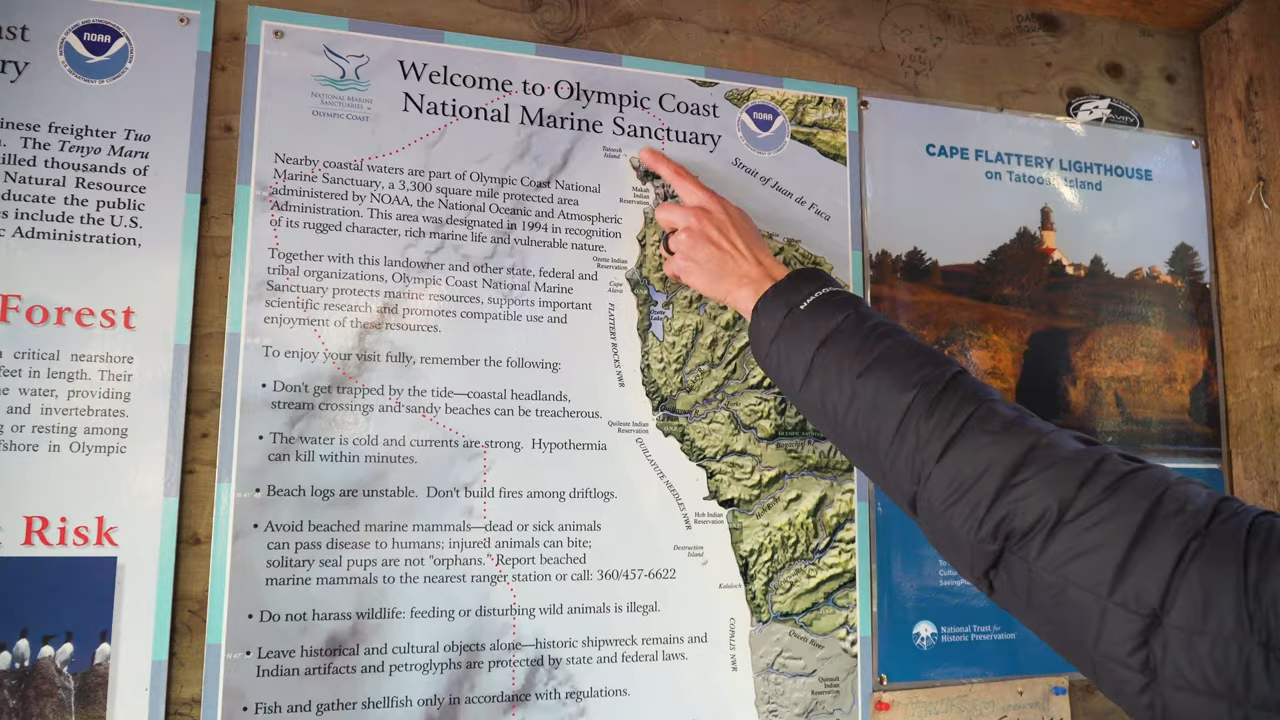 ast
ry
NOAA
inese freighter Tuo
. The Tenyo Maru
illed thousands of
Natural Resource
educate the public
es include the U.S.
c Administration,
Forest
a critical nearshore
feet in length. Their
e water, providing
and invertebrates.
g or resting among
fshore in Olympic
Risk
NATIONAL MARINE
SANCTUARIES
OLYMPIC COAST
Welcome to Olympic Coast
National Marine Sanctuary
NOAA
Nearby coastal waters are part of Olympic Coast National
Marine Sanctuary, a 3,300 square mile protected area
administered by NOAA, the National Oceanic and Atmospheric
Administration. This area was designated in 1994 in recognition
of its rugged character, rich marine life and vulnerable nature.
Together with this landowner and other state, federal and
tribal organizations, Olympic Coast National Marine
Sanctuary protects marine resources, supports important
scientific research and promotes compatible use and
enjoyment of these resources.
To enjoy your visit fully, remember the following:
• Don't get trapped by the tide—coastal headlands,
stream crossings and sandy beaches can be treacherous.
• The water is cold and currents are strong. Hypothermia
can kill within minutes.
• Beach logs are unstable. Don't build fires among driftlogs.
• Avoid beached marine mammals—dead or sick animals
can pass disease to humans; injured animals can bite;
solitary seal pups are not "orphans." Report beached
marine mammals to the nearest ranger station or call: 360/457-6622
• Do not harass wildlife: feeding or disturbing wild animals is illegal.
• Leave historical and cultural objects alone—historic shipwreck remains and
Indian artifacts and petroglyphs are protected by state and federal laws.
• Fish and gather shellfish only in accordance with regulations.
Tatoosh
Island
Strait of Juan de Fuca
Makah
Indian
Reservation
Ozette Indian
Reservation
Cape
Alava
Ozette
Lake
FLATTERY ROCKS NWR
Quileute Indian
Reservation
QUILLAYUTE NEEDLES NWR
Hoh Indian
Reservation
Destruction
Island
Kalaloch
COPALIS NWR
Queets River
Quinault
Indian
Reservation
CAPE FLATTERY LIGHTHOUSE
on Tatoosh Island
National Trust for
Historic Preservation